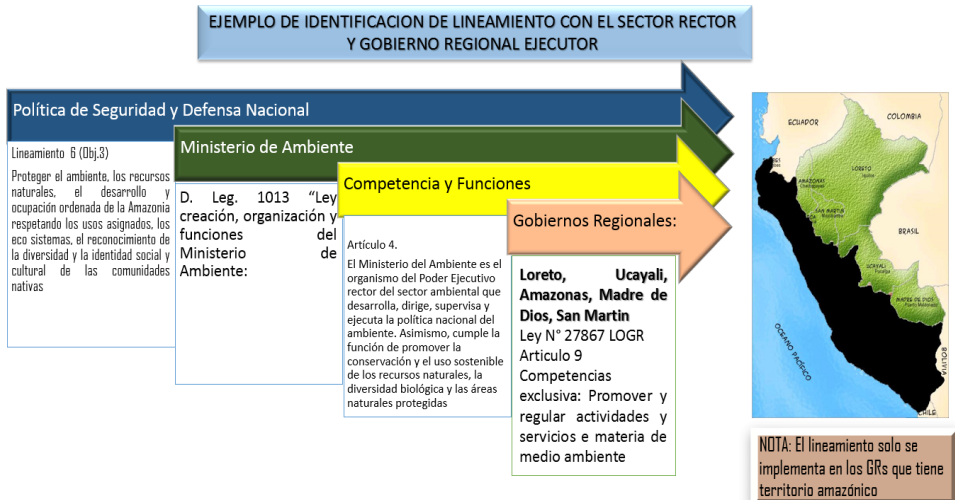 EJEMPLO DE IDENTIFICACION DE LINEAMIENTO CON EL SECTOR RECTOR
Y GOBIERNO REGIONAL EJECUTOR
Política de Seguridad y Defensa Nacional
Lineamiento 6 (Obj.3)
Proteger el ambiente, los recursos
naturales, el desarrollo y
ocupación ordenada de la Amazonia
respetando los usos asignados, los
eco sistemas, el reconocimiento de
la diversidad y la identidad social y
cultural de las comunidades
nativas
Ministerio de Ambiente
D. Leg. 1013 “Ley
creación, organización y
funciones del
Ministerio de
Ambiente:
Competencia y Funciones
Artículo 4.
El Ministerio del Ambiente es el
organismo del Poder Ejecutivo
rector del sector ambiental que
desarrolla, dirige, supervisa y
ejecuta la política nacional del
ambiente. Asimismo, cumple la
función de promover la
conservación y el uso sostenible
de los recursos naturales, la
diversidad biológica y las áreas
naturales protegidas
Gobiernos Regionales:
Loreto, Ucayali,
Amazonas, Madre de
Dios, San Martin
Ley N° 27867 LOGR
Articulo 9
Competencias
exclusiva: Promover y
regular actividades y
servicios e materia de
medio ambiente
ECUADOR
COLOMBIA
LORETO
Iquitos
AMAZONAS
SAN MARTIN
BRASIL
UCAYALI
Pucallpa
MADRE DE DIOS
OCEANO PACÍFICO
BOLIVIA
CHILE
NOTA: El lineamiento solo se
implementa en los GRs que tiene
territorio amazónico